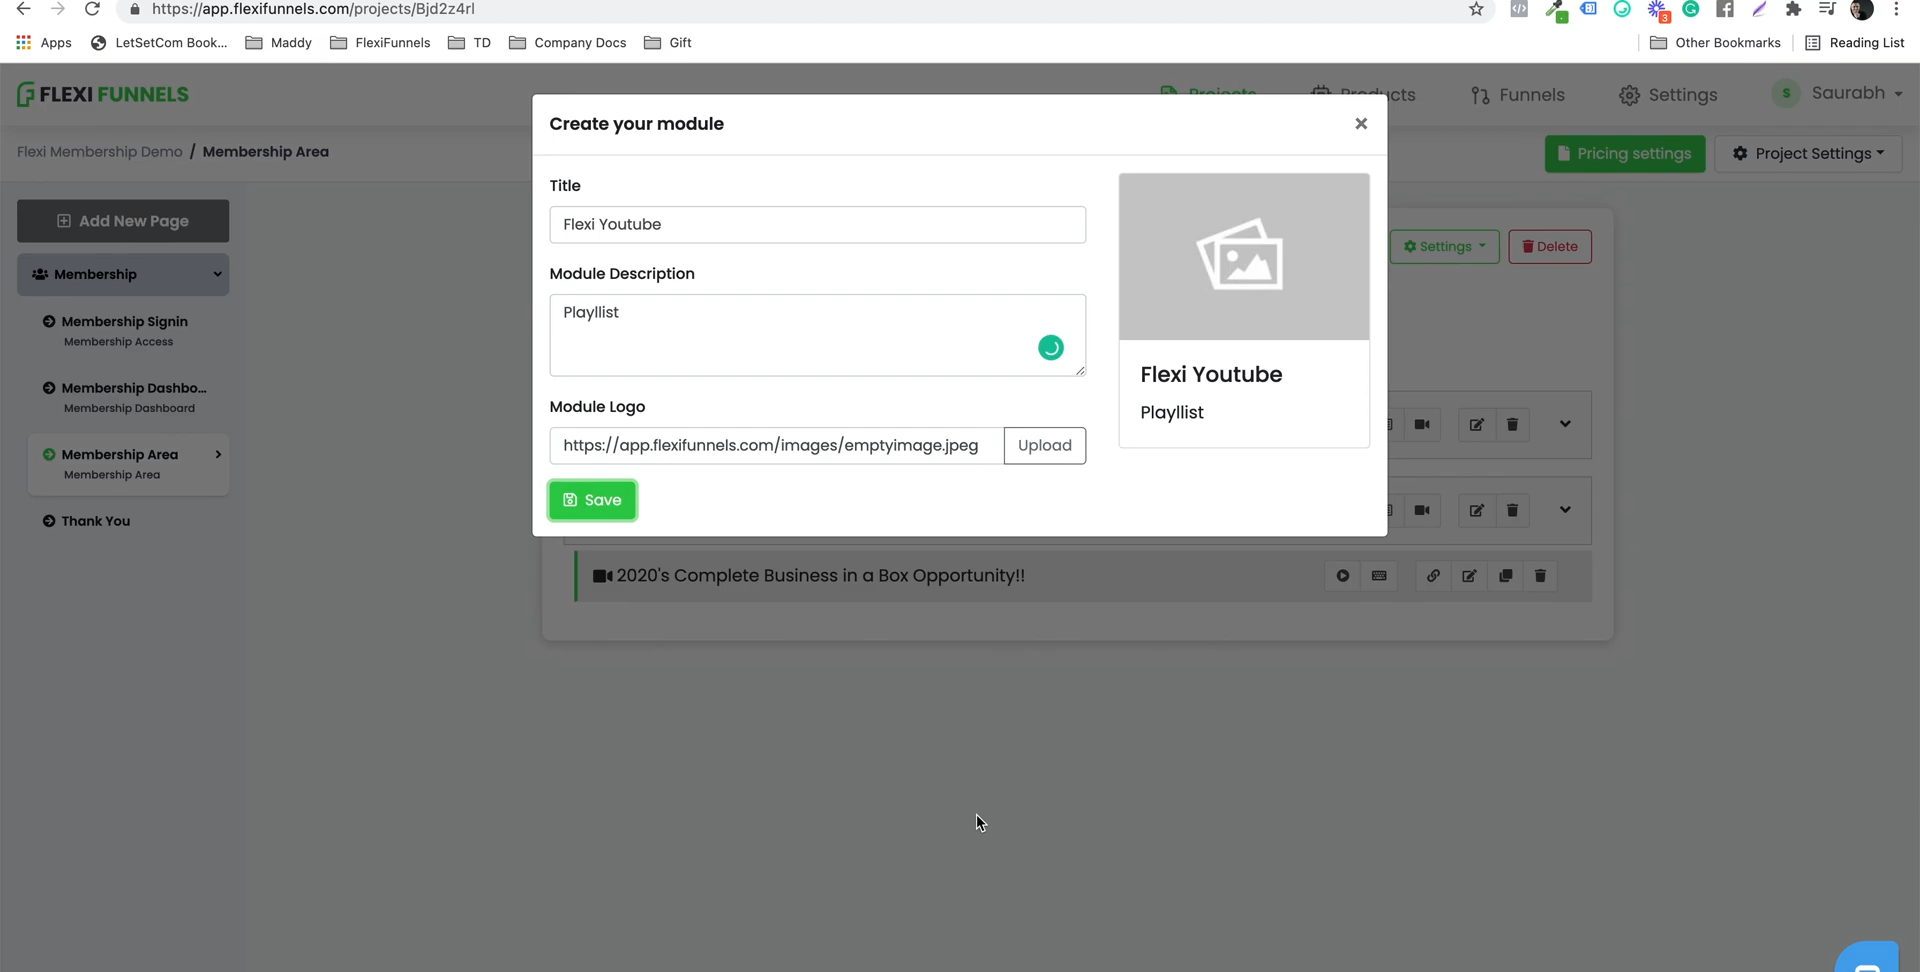 https://app.flexifunnels.com/projects/Bjd2z4rl
3
Apps
LetSetCom Book...
Maddy
FlexiFunnels
TD
Company Docs
Gift
Other Bookmarks
Reading List
FLEXI FUNNELS
Projects
Products
Funnels
Settings
S
Saurabh
Flexi Membership Demo / Membership Area
Pricing settings
Project Settings
Add New Page
Membership
Membership Signin
Membership Access
Membership Dashbo...
Membership Dashboard
Membership Area
Membership Area
Thank You
Create your module
Title
Flexi Youtube
Module Description
Playllist
Module Logo
https://app.flexifunnels.com/images/emptyimage.jpeg
Upload
Save
Flexi Youtube
Playllist
Settings
Delete
2020's Complete Business in a Box Opportunity!!